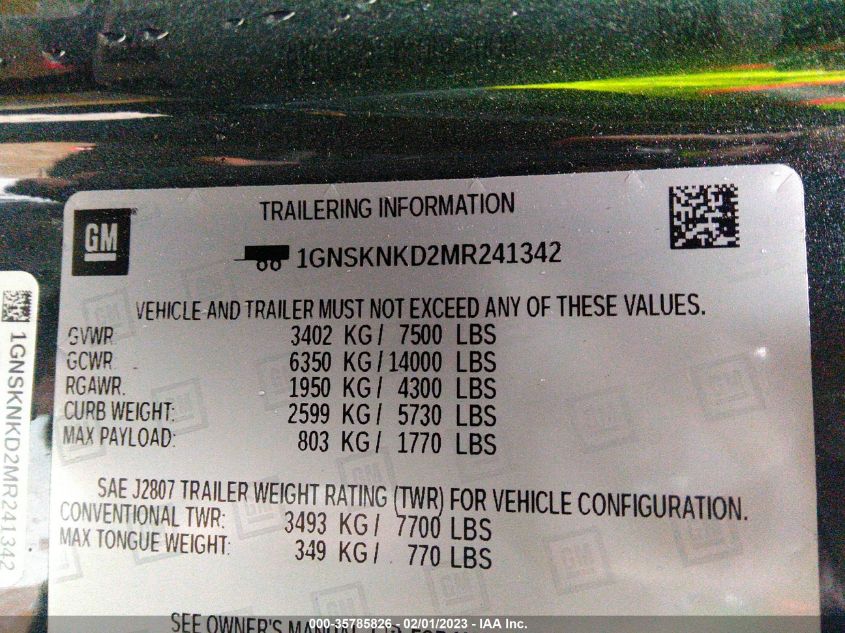 GM
TRAILERING INFORMATION
1GNSKNKD2MR241342
VEHICLE AND TRAILER MUST NOT EXCEED ANY OF THESE VALUES.
GVWR 3402 KG / 7500 LBS
GCWR 6350 KG / 14000 LBS
RGAWR. 1950 KG / 4300 LBS
CURB WEIGHT: 2599 KG / 5730 LBS
MAX PAYLOAD: 803 KG / 1770 LBS
SAE J2807 TRAILER WEIGHT RATING (TWR) FOR VEHICLE CONFIGURATION.
CONVENTIONAL TWR: 3493 KG / 7700 LBS
MAX TONGUE WEIGHT: 349 KG / 770 LBS
SEE OWNER'S MANUAL
1GNSKNKD2MR241342
000-35785826 - 02/01/2023 - IAA Inc.